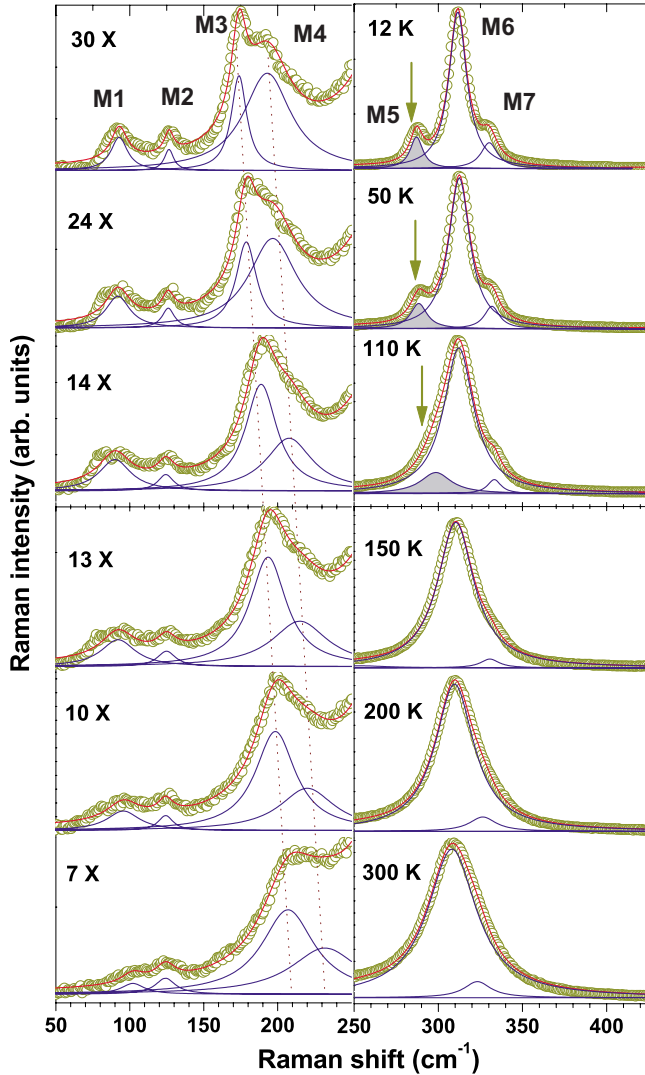 30 X
M1
M2
M3
M4
12 K
M5
M6
M7
24 X
50 K
14 X
110 K
13 X
150 K
10 X
200 K
7 X
300 K
50 100 150 200 250 300 350 400
Raman shift (cm⁻¹)
Raman intensity (arb. units)